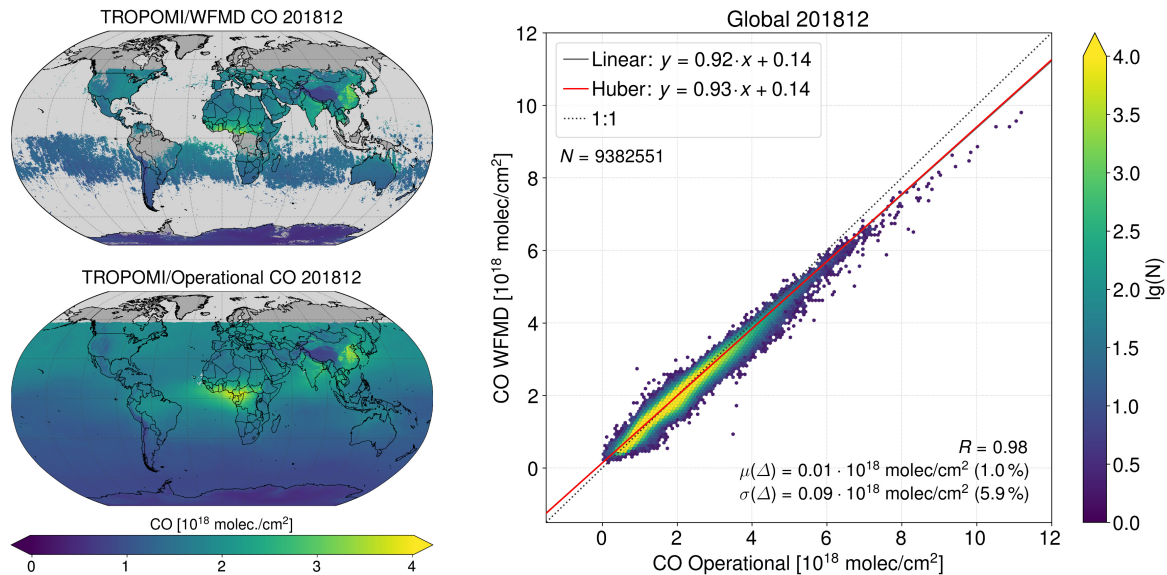 TROPOMI/WFMD CO 201812
TROPOMI/Operational CO 201812
CO [10¹⁸ molec./cm²]
0 1 2 3 4
Global 201812
Linear: y = 0.92·x + 0.14
Huber: y = 0.93·x + 0.14
1:1
N = 9382551
R = 0.98
μ(Δ) = 0.01 · 10¹⁸ molec/cm² (1.0 %)
σ(Δ) = 0.09 · 10¹⁸ molec/cm² (5.9 %)
12
10
8
6
4
2
0
CO WFMD [10¹⁸ molec/cm²]
0 2 4 6 8 10 12
CO Operational [10¹⁸ molec/cm²]
4.0
3.5
3.0
2.5
2.0
1.5
1.0
0.5
0.0
lg(N)